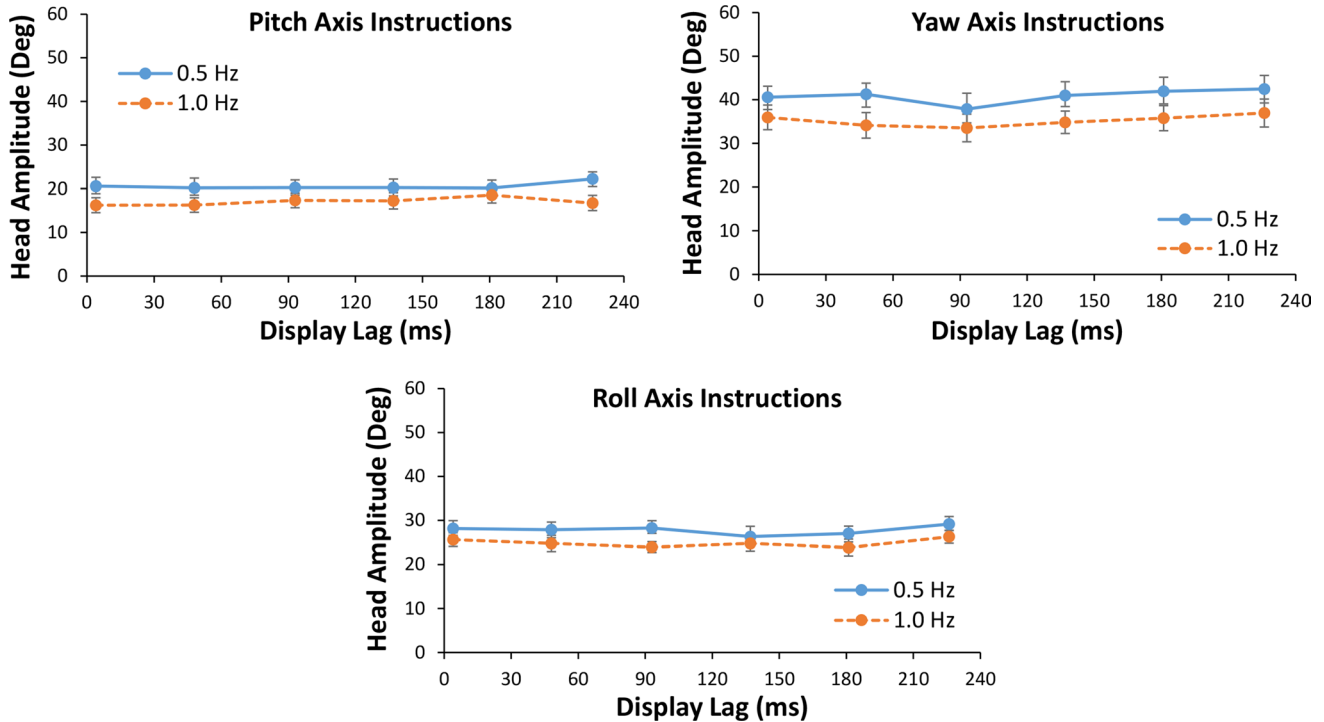 Pitch Axis Instructions
Head Amplitude (Deg)
60
50
40
30
20
10
0
0.5 Hz
1.0 Hz
0 30 60 90 120 150 180 210 240
Display Lag (ms)
Yaw Axis Instructions
Head Amplitude (Deg)
60
50
40
30
20
10
0
0.5 Hz
1.0 Hz
0 30 60 90 120 150 180 210 240
Display Lag (ms)
Roll Axis Instructions
Head Amplitude (Deg)
60
50
40
30
20
10
0
0.5 Hz
1.0 Hz
0 30 60 90 120 150 180 210 240
Display Lag (ms)